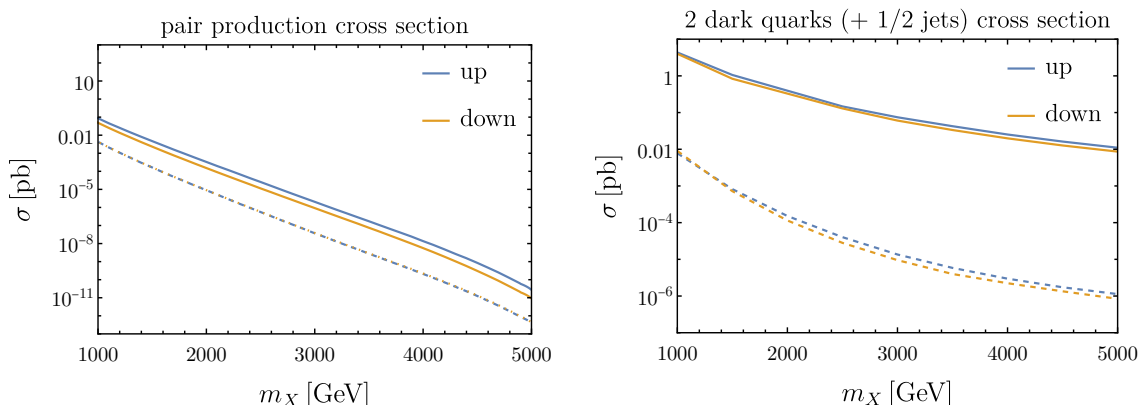 pair production cross section
up
down
10
0.01
10^-5
10^-8
10^-11
σ [pb]
1000 2000 3000 4000 5000
m_X [GeV]
2 dark quarks (+ 1/2 jets) cross section
up
down
1
0.01
10^-4
10^-6
σ [pb]
1000 2000 3000 4000 5000
m_X [GeV]